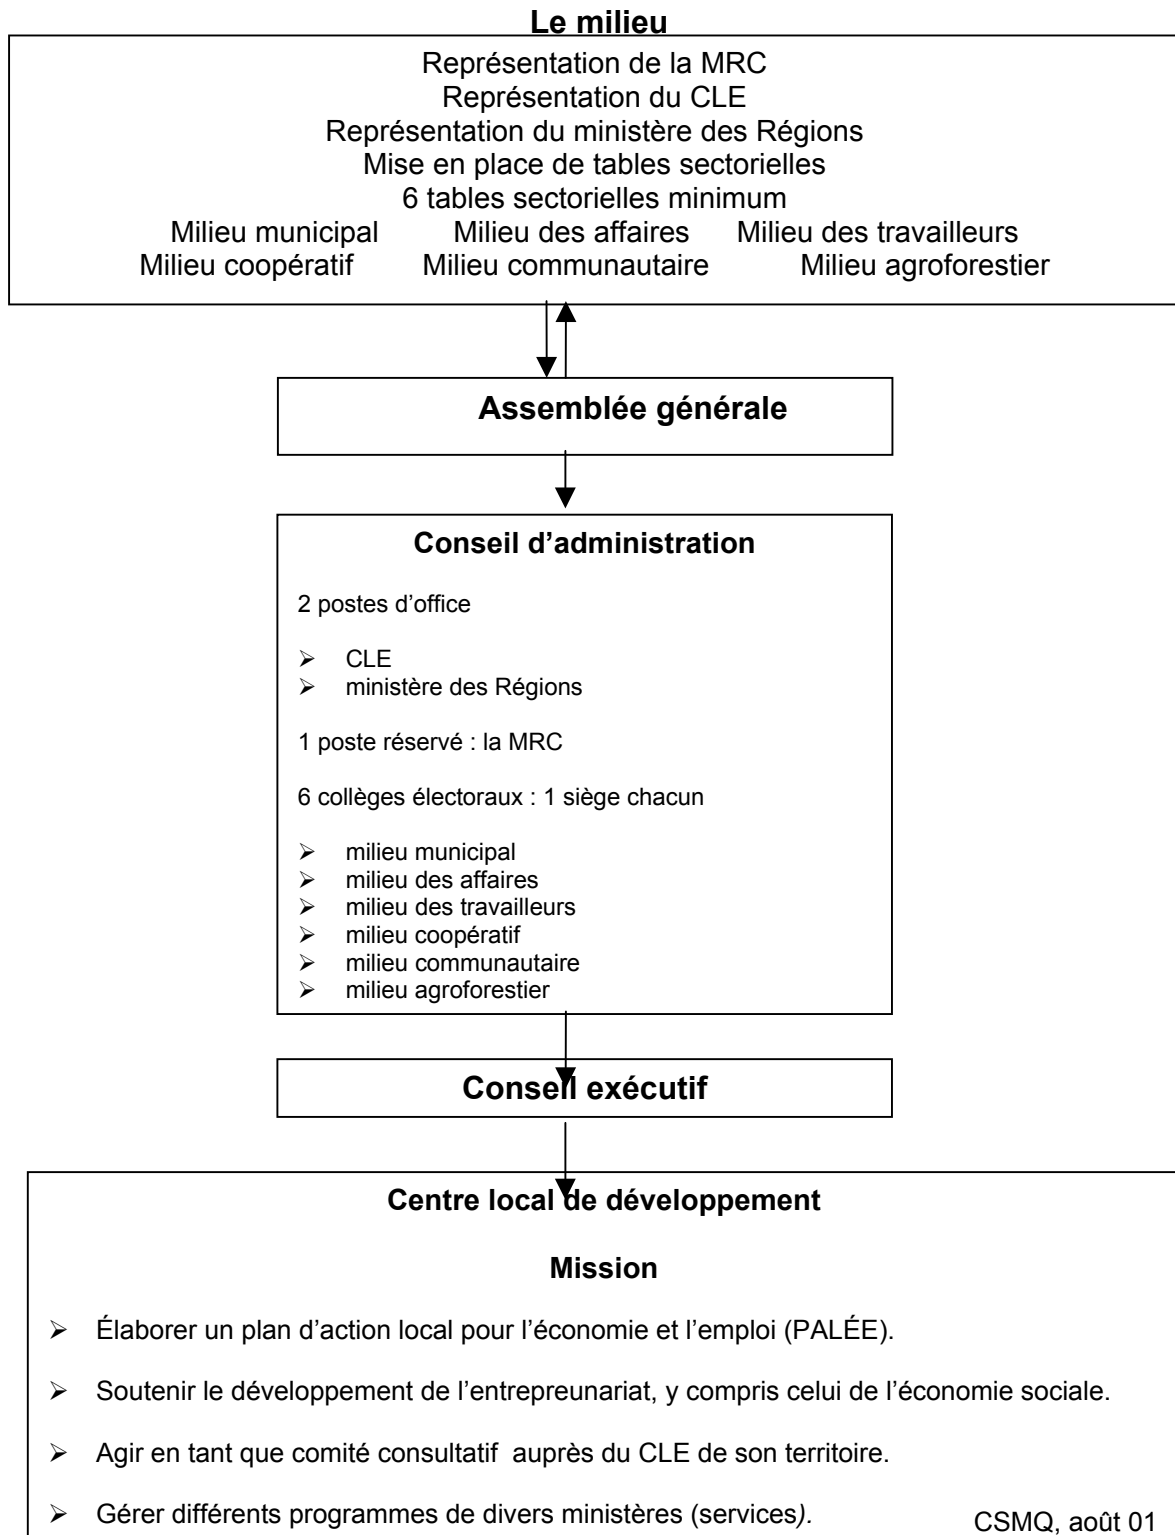 Le milieu
Représentation de la MRC
Représentation du CLE
Représentation du ministère des Régions
Mise en place de tables sectorielles
6 tables sectorielles minimum
Milieu municipal Milieu des affaires Milieu des travailleurs
Milieu coopératif Milieu communautaire Milieu agroforestier
Assemblée générale
Conseil d’administration
2 postes d’office
➢ CLE
➢ ministère des Régions
1 poste réservé : la MRC
6 collèges électoraux : 1 siège chacun
➢ milieu municipal
➢ milieu des affaires
➢ milieu des travailleurs
➢ milieu coopératif
➢ milieu communautaire
➢ milieu agroforestier
Conseil exécutif
Centre local de développement
Mission
➢ Élaborer un plan d’action local pour l’économie et l’emploi (PALÉE).
➢ Soutenir le développement de l’entrepreunariat, y compris celui de l’économie sociale.
➢ Agir en tant que comité consultatif auprès du CLE de son territoire.
➢ Gérer différents programmes de divers ministères (services).
CSMQ, août 01